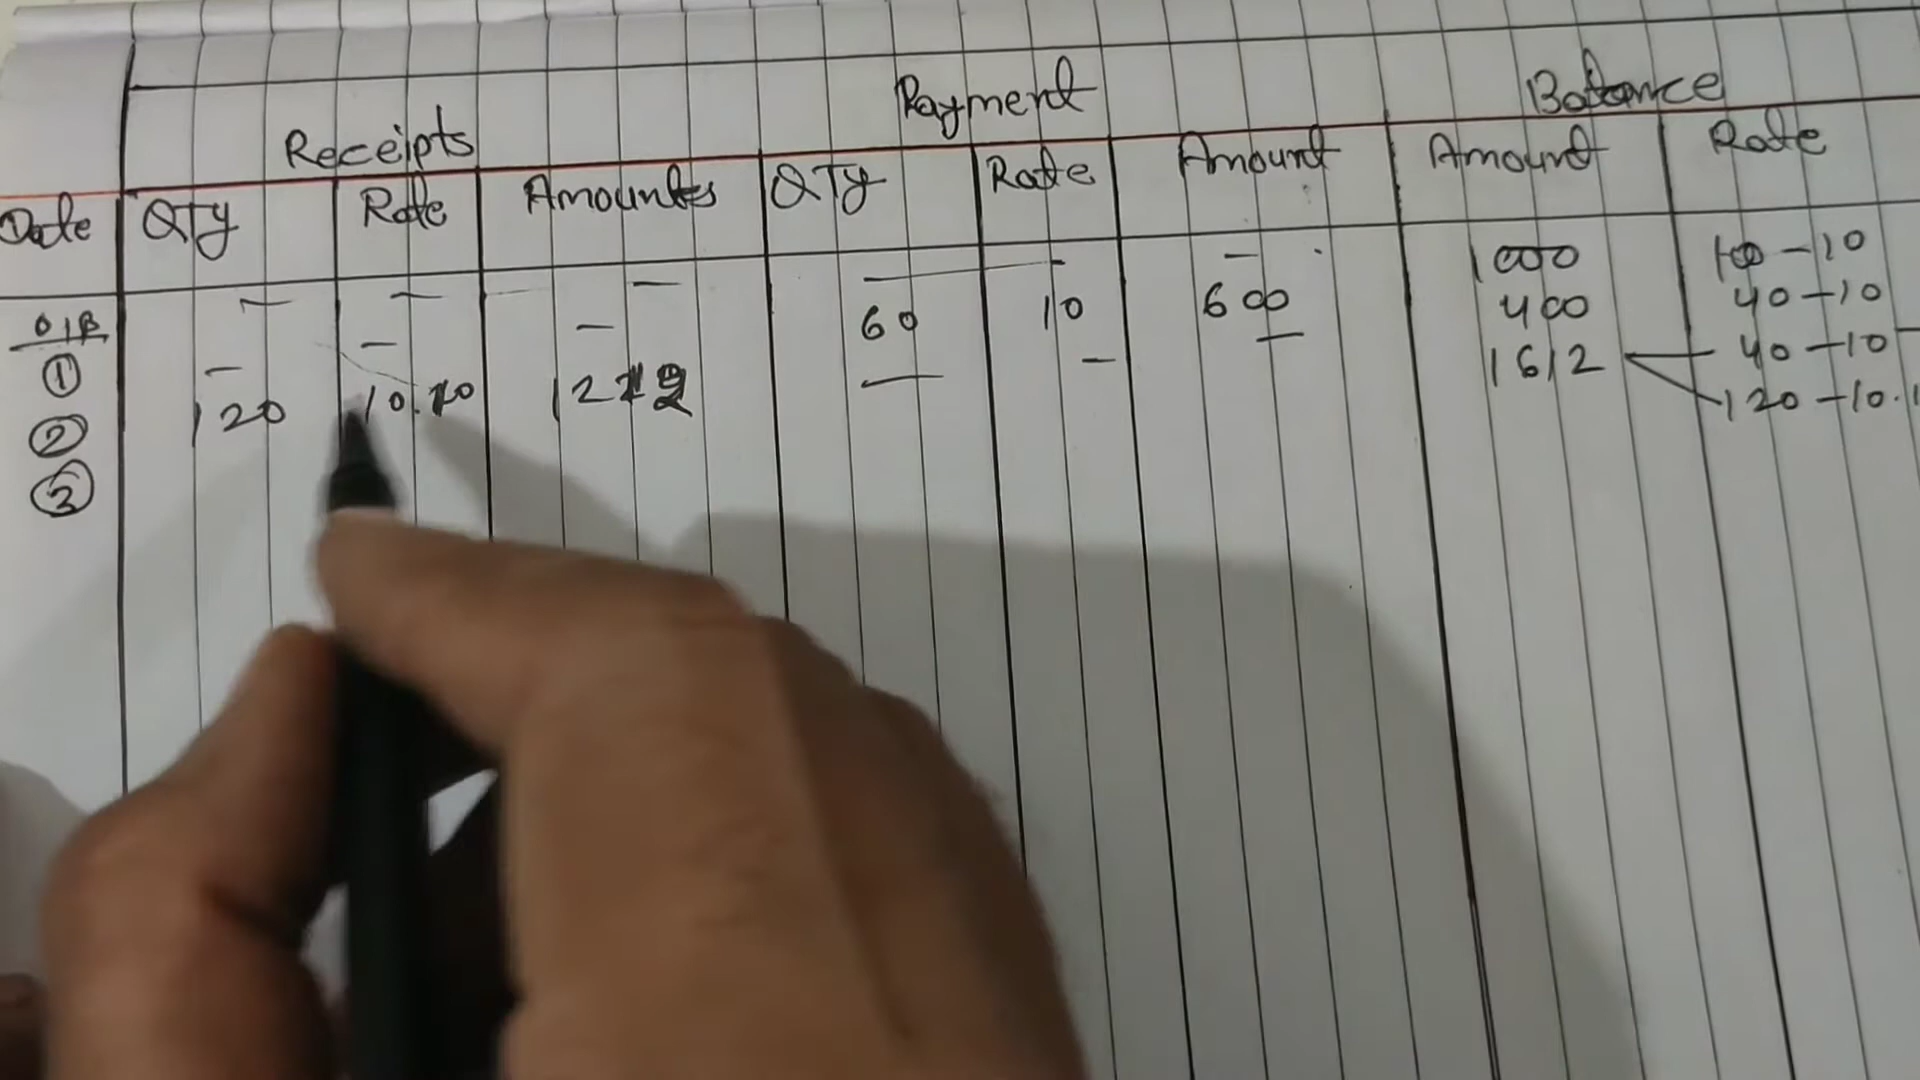 Receipts Payment Balance
Date QTY Rate Amounts QTY Rate Amount Amount Rate
O/B — — — — — 1000 100 – 10
① — — — 60 10 600 400 40 – 10
② 120 10.10 1212 — — — 1612 40 – 10
120 – 10.1
③